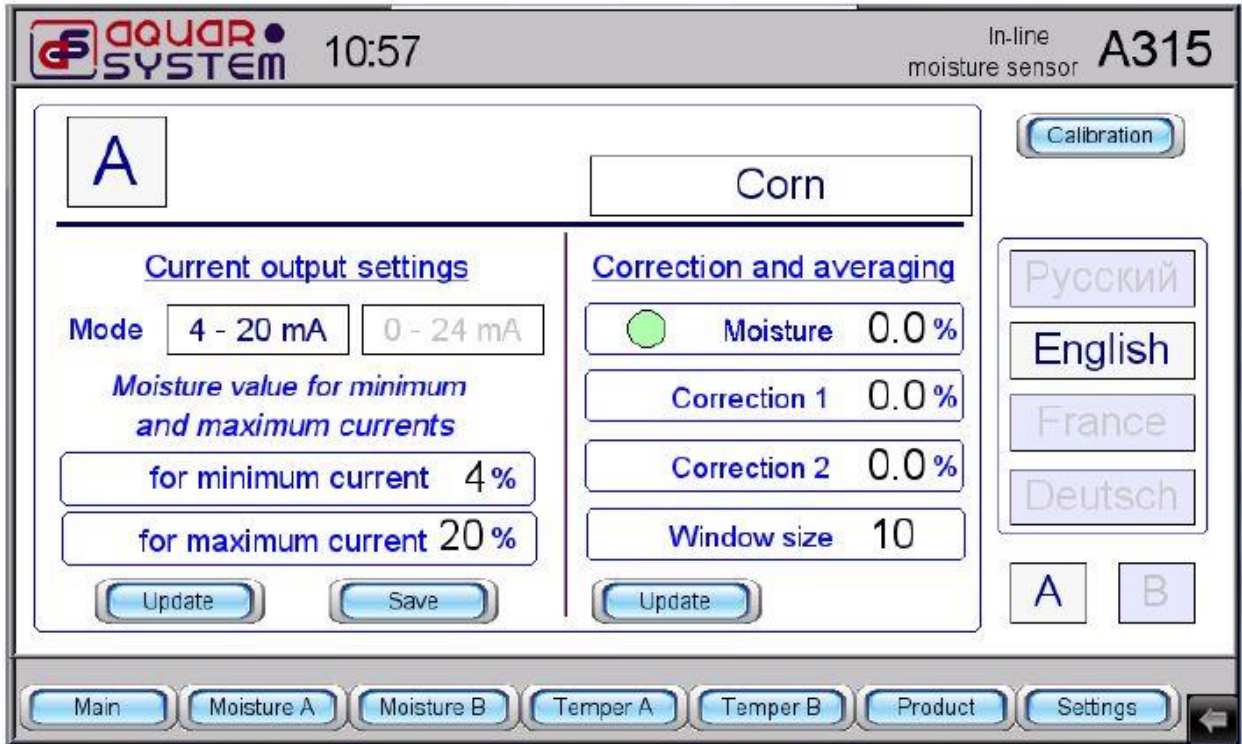 aquar system
10:57
In-line
moisture sensor
A315
A
Corn
Calibration
Current output settings
Mode 4 - 20 mA 0 - 24 mA
Moisture value for minimum
and maximum currents
for minimum current 4 %
for maximum current 20 %
Update Save
Correction and averaging
Moisture 0.0 %
Correction 1 0.0 %
Correction 2 0.0 %
Window size 10
Update
Русский
English
France
Deutsch
A B
Main Moisture A Moisture B Temper A Temper B Product Settings